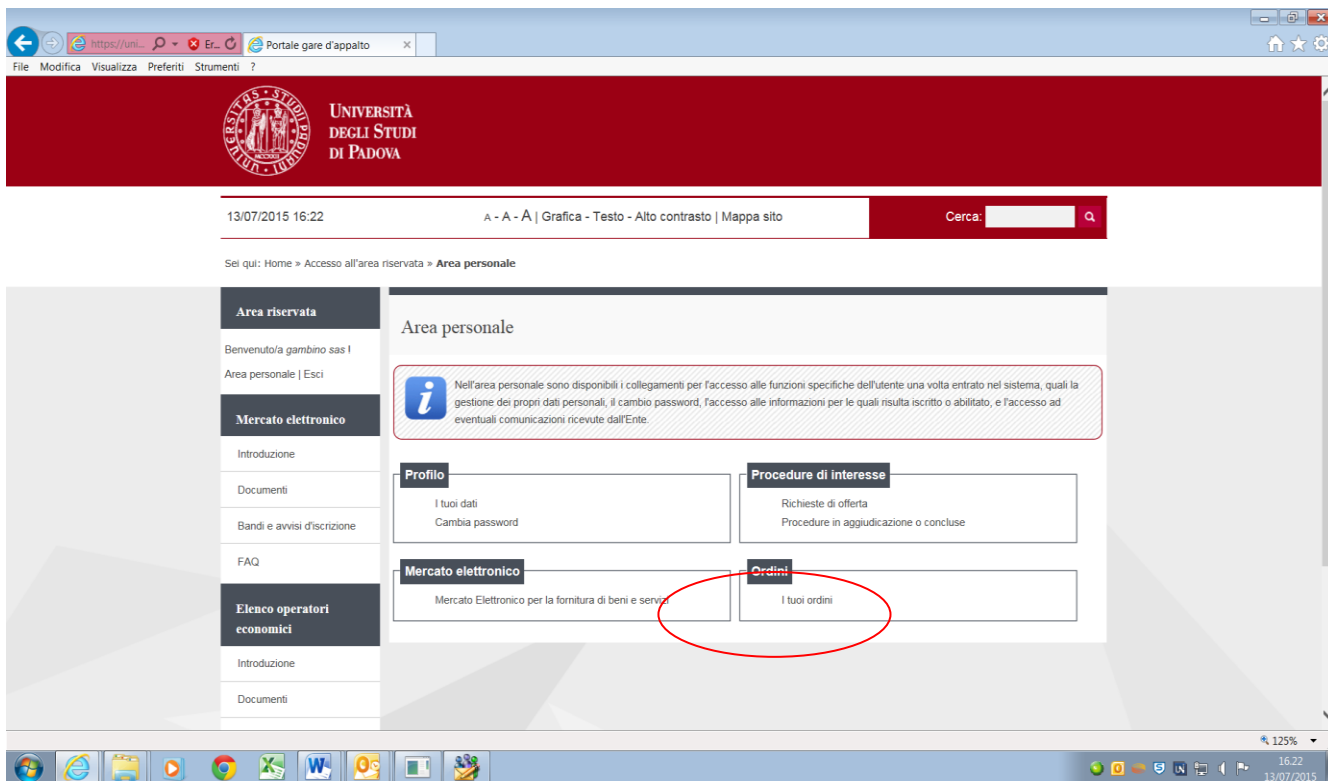 https://uni...
Er...
Portale gare d'appalto
File Modifica Visualizza Preferiti Strumenti ?
UNIVERSITÀ
DEGLI STUDI
DI PADOVA
13/07/2015 16:22
A - A - A | Grafica - Testo - Alto contrasto | Mappa sito
Cerca:
Sei qui: Home » Accesso all'area riservata » Area personale
Area riservata
Benvenuto/a gambino sas !
Area personale | Esci
Mercato elettronico
Introduzione
Documenti
Bandi e avvisi d'iscrizione
FAQ
Elenco operatori
economici
Introduzione
Documenti
Area personale
Nell'area personale sono disponibili i collegamenti per l'accesso alle funzioni specifiche dell'utente una volta entrato nel sistema, quali la
gestione dei propri dati personali, il cambio password, l'accesso alle informazioni per le quali risulta iscritto o abilitato, e l'accesso ad
eventuali comunicazioni ricevute dall'Ente.
Profilo
I tuoi dati
Cambia password
Procedure di interesse
Richieste di offerta
Procedure in aggiudicazione o concluse
Mercato elettronico
Mercato Elettronico per la fornitura di beni e servizi
Ordini
I tuoi ordini
125%
16.22
13/07/2015